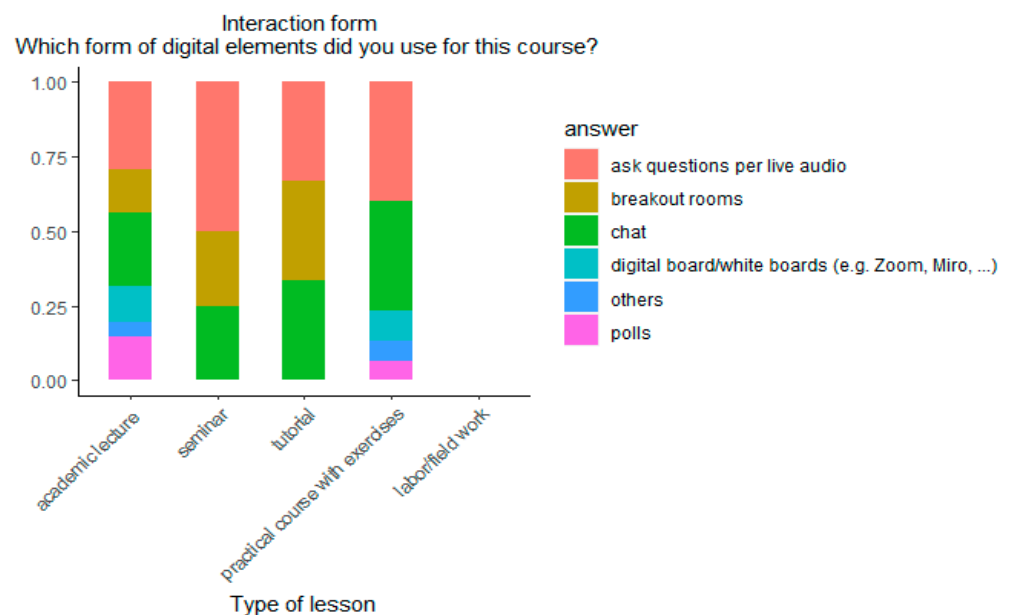 Interaction form
Which form of digital elements did you use for this course?
1.00
0.75
0.50
0.25
0.00
academic lecture
seminar
tutorial
practical course with exercises
labor/field work
Type of lesson
answer
ask questions per live audio
breakout rooms
chat
digital board/white boards (e.g. Zoom, Miro, ...)
others
polls